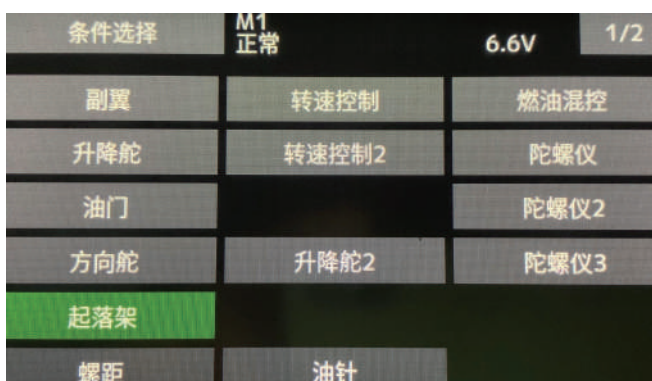 条件选择 M1 正常 6.6V 1/2
副翼 转速控制 燃油混控
升降舵 转速控制2 陀螺仪
油门 陀螺仪2
方向舵 升降舵2 陀螺仪3
起落架
螺距 油针